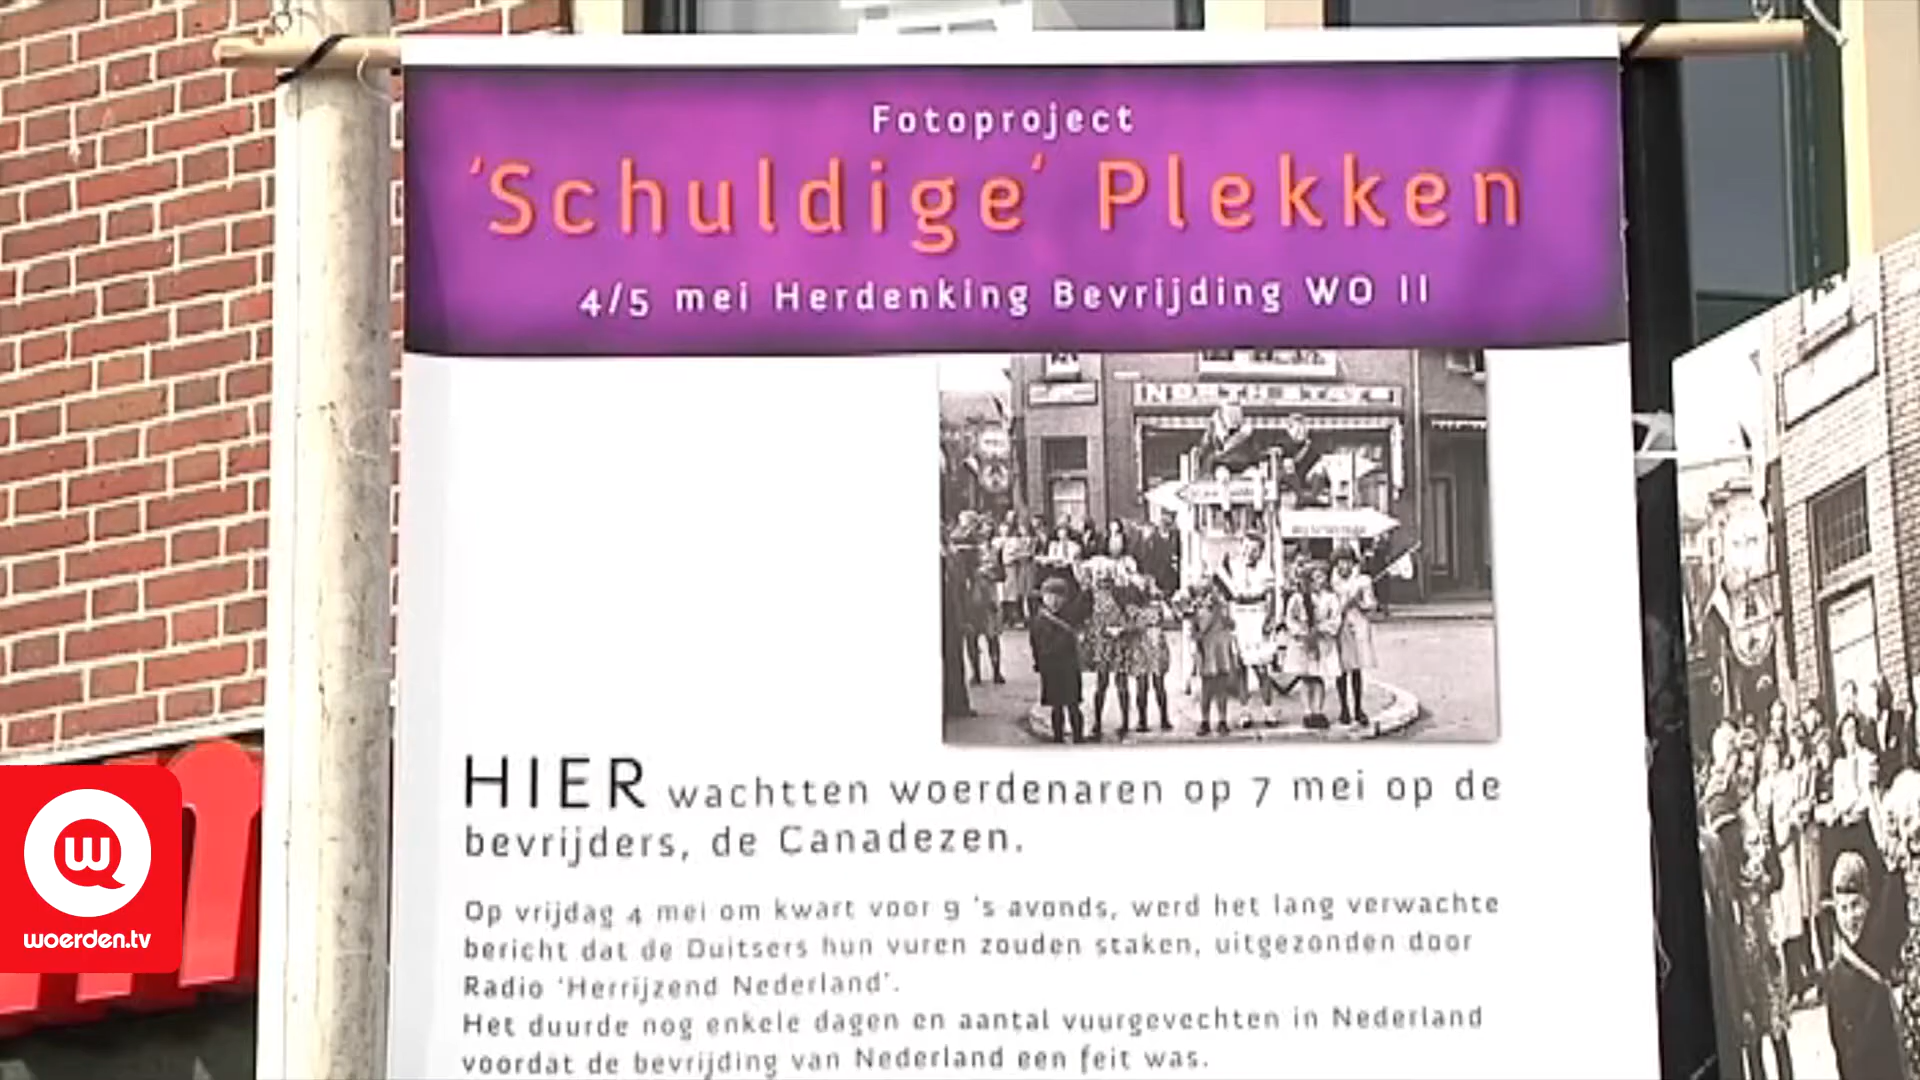 Fotoproject
'Schuldige' Plekken
4/5 mei Herdenking Bevrijding WO II
HIER wachtten woerdenaren op 7 mei op de
bevrijders, de Canadezen.
Op vrijdag 4 mei om kwart voor 9 's avonds, werd het lang verwachte
bericht dat de Duitsers hun vuren zouden staken, uitgezonden door
Radio 'Herrijzend Nederland'.
Het duurde nog enkele dagen en aantal vuurgevechten in Nederland
voordat de bevrijding van Nederland een feit was.
w
woerden.tv